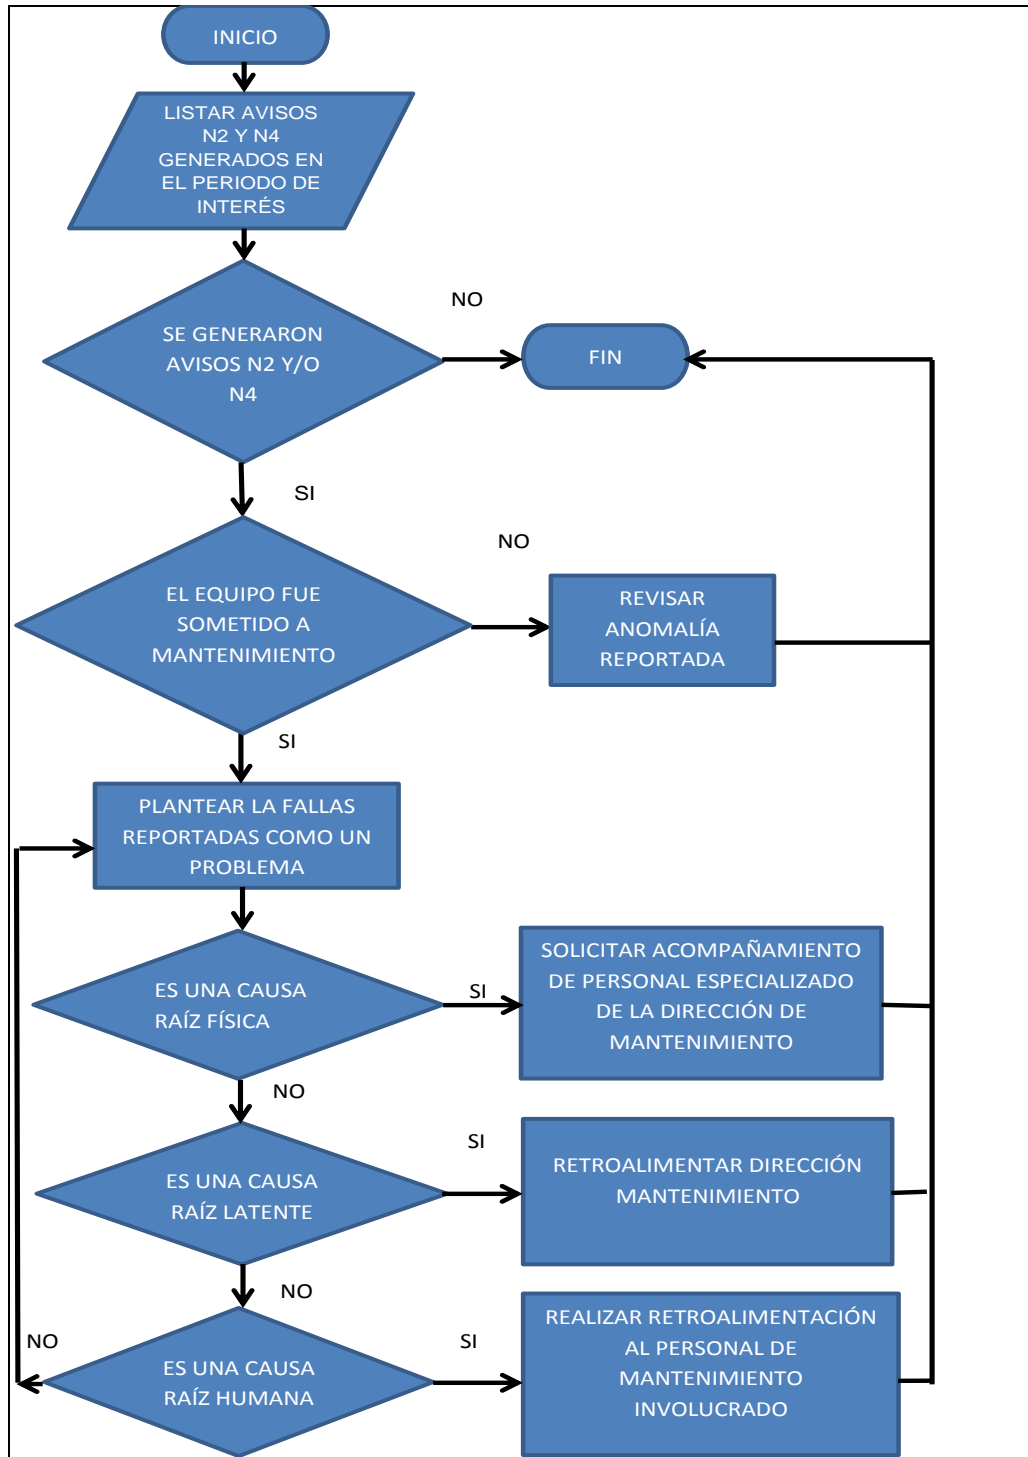 INICIO
LISTAR AVISOS
N2 Y N4
GENERADOS EN
EL PERIODO DE
INTERÉS
SE GENERARON
AVISOS N2 Y/O
N4
NO
FIN
SI
EL EQUIPO FUE
SOMETIDO A
MANTENIMIENTO
NO
REVISAR
ANOMALÍA
REPORTADA
SI
PLANTEAR LA FALLAS
REPORTADAS COMO UN
PROBLEMA
ES UNA CAUSA
RAÍZ FÍSICA
SI
SOLICITAR ACOMPAÑAMIENTO
DE PERSONAL ESPECIALIZADO
DE LA DIRECCIÓN DE
MANTENIMIENTO
NO
ES UNA CAUSA
RAÍZ LATENTE
SI
RETROALIMENTAR DIRECCIÓN
MANTENIMIENTO
NO
ES UNA CAUSA
RAÍZ HUMANA
NO
SI
REALIZAR RETROALIMENTACIÓN
AL PERSONAL DE
MANTENIMIENTO
INVOLUCRADO